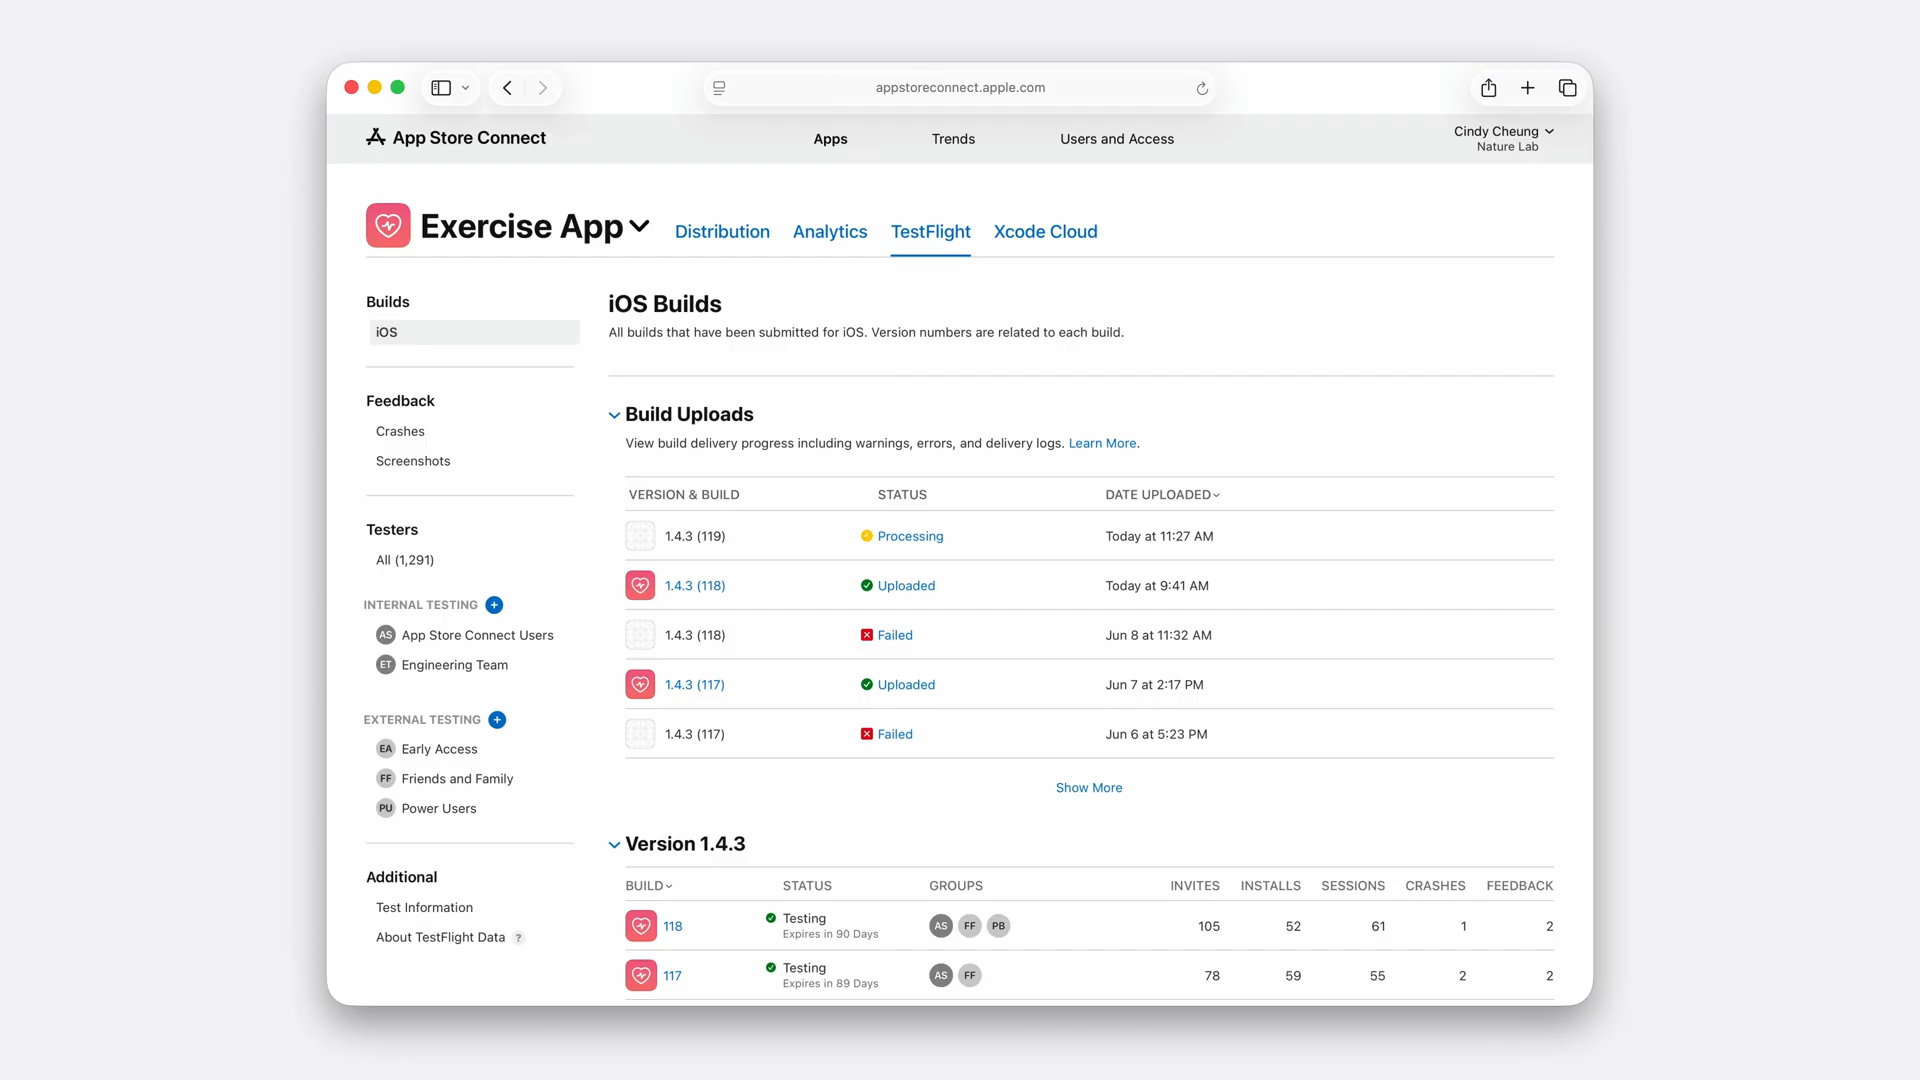 appstoreconnect.apple.com
App Store Connect
Apps
Trends
Users and Access
Cindy Cheung
Nature Lab
Exercise App
Distribution
Analytics
TestFlight
Xcode Cloud
Builds
iOS
Feedback
Crashes
Screenshots
Testers
All (1,291)
INTERNAL TESTING
AS App Store Connect Users
ET Engineering Team
EXTERNAL TESTING
EA Early Access
FF Friends and Family
PU Power Users
Additional
Test Information
About TestFlight Data ?
iOS Builds
All builds that have been submitted for iOS. Version numbers are related to each build.
Build Uploads
View build delivery progress including warnings, errors, and delivery logs. Learn More.
VERSION & BUILD STATUS DATE UPLOADED
1.4.3 (119) Processing Today at 11:27 AM
1.4.3 (118) Uploaded Today at 9:41 AM
1.4.3 (118) Failed Jun 8 at 11:32 AM
1.4.3 (117) Uploaded Jun 7 at 2:17 PM
1.4.3 (117) Failed Jun 6 at 5:23 PM
Show More
Version 1.4.3
BUILD STATUS GROUPS INVITES INSTALLS SESSIONS CRASHES FEEDBACK
118 Testing AS FF PB 105 52 61 1 2
Expires in 90 Days
117 Testing AS FF 78 59 55 2 2
Expires in 89 Days